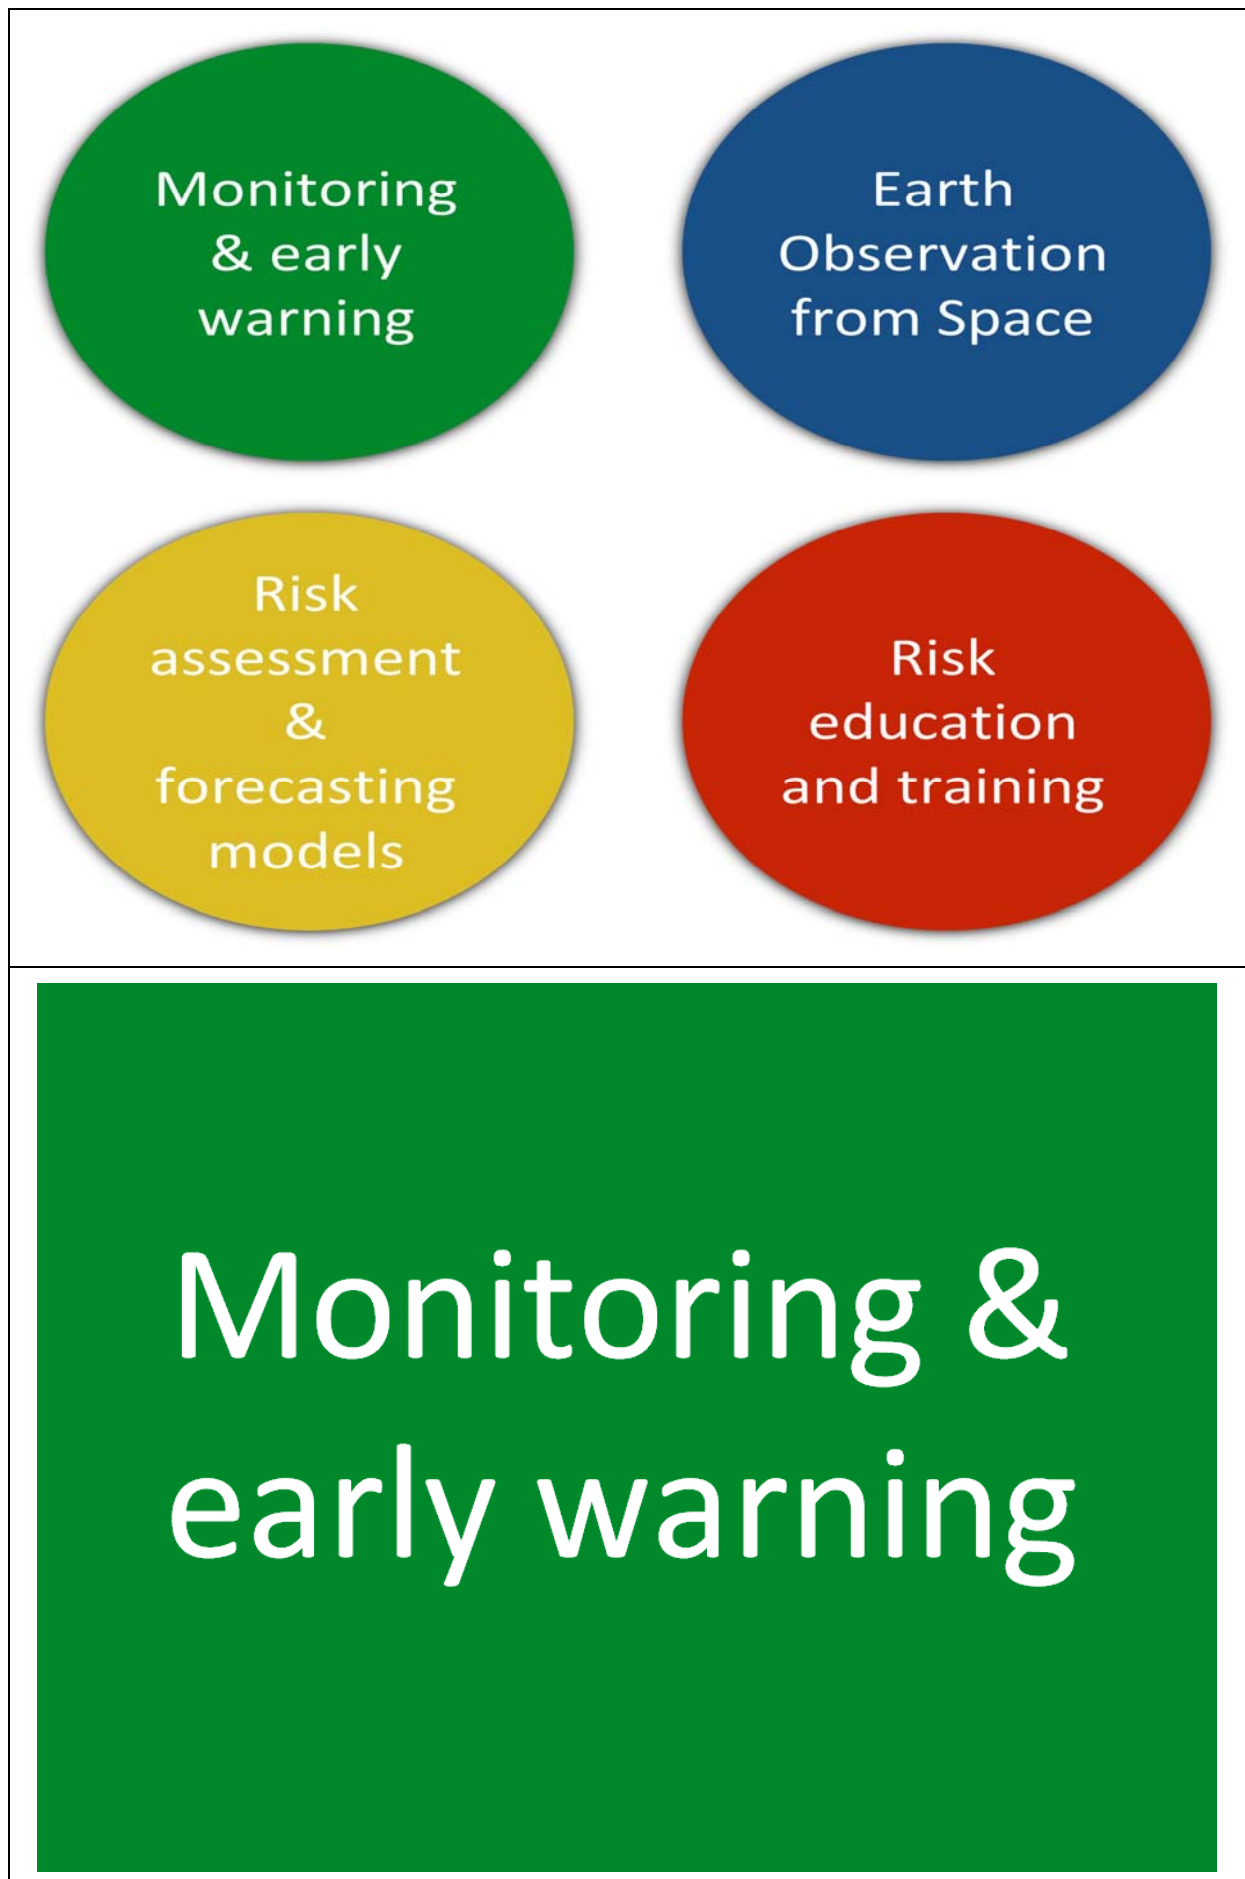 Monitoring
& early
warning
Earth
Observation
from Space
Risk
assessment
&
forecasting
models
Risk
education
and training
Monitoring &
early warning